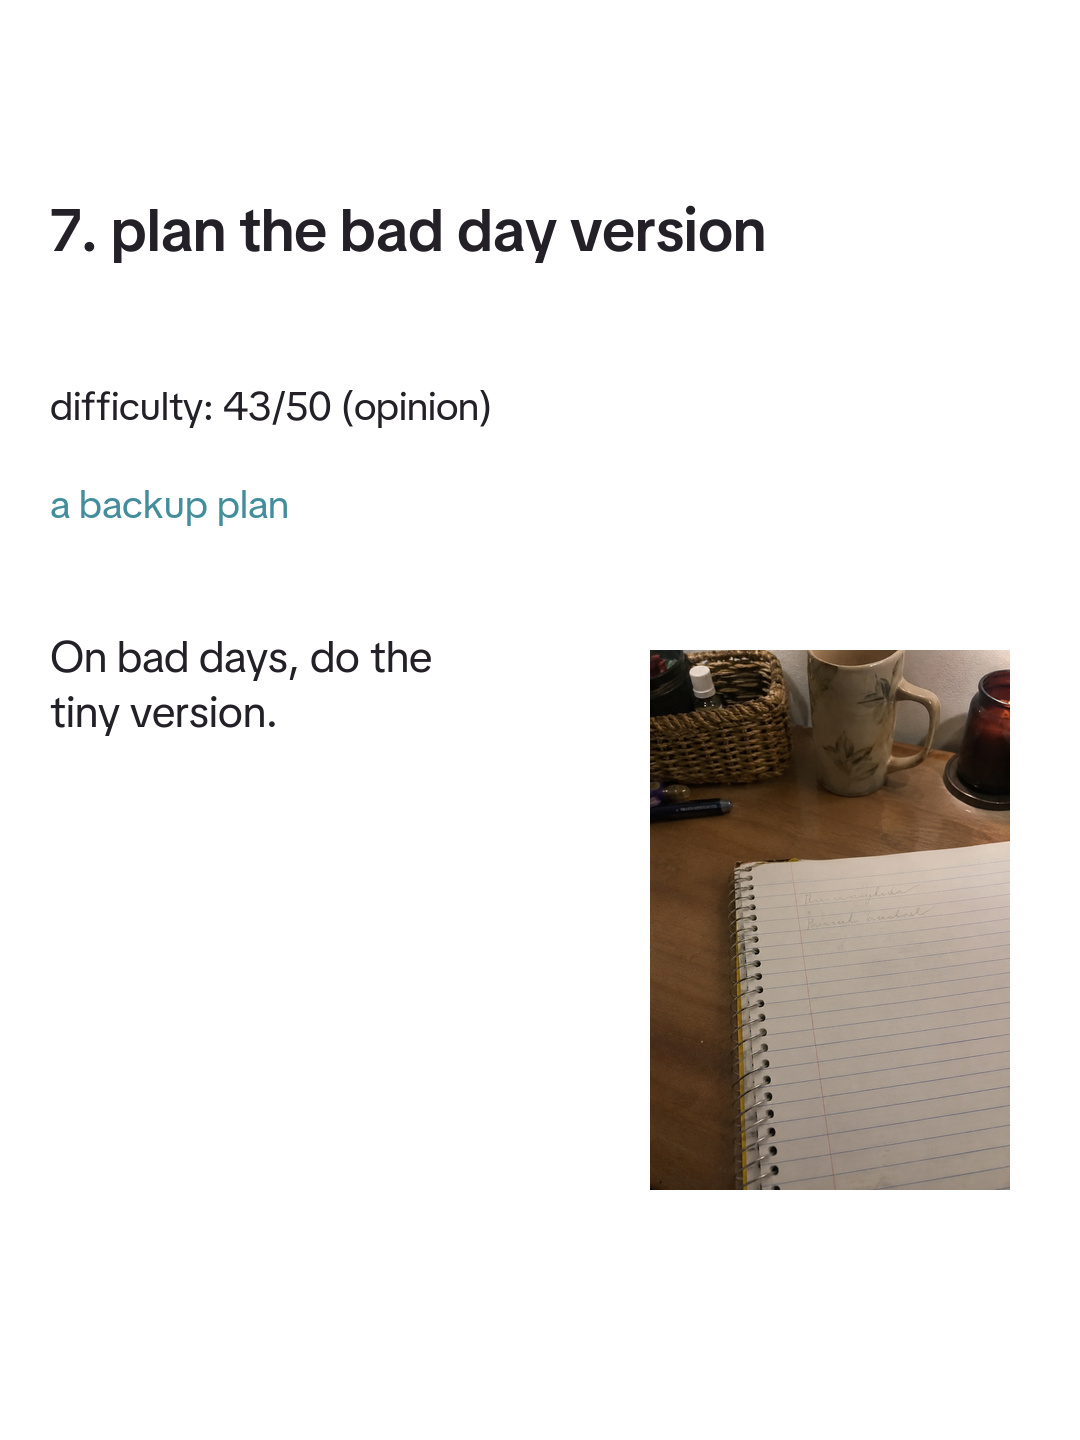 7. plan the bad day version
difficulty: 43/50 (opinion)
a backup plan
On bad days, do the
tiny version.